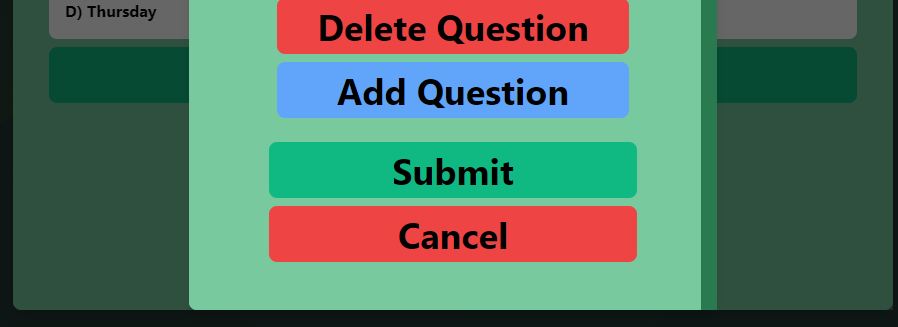 D) Thursday
Delete Question
Add Question
Submit
Cancel